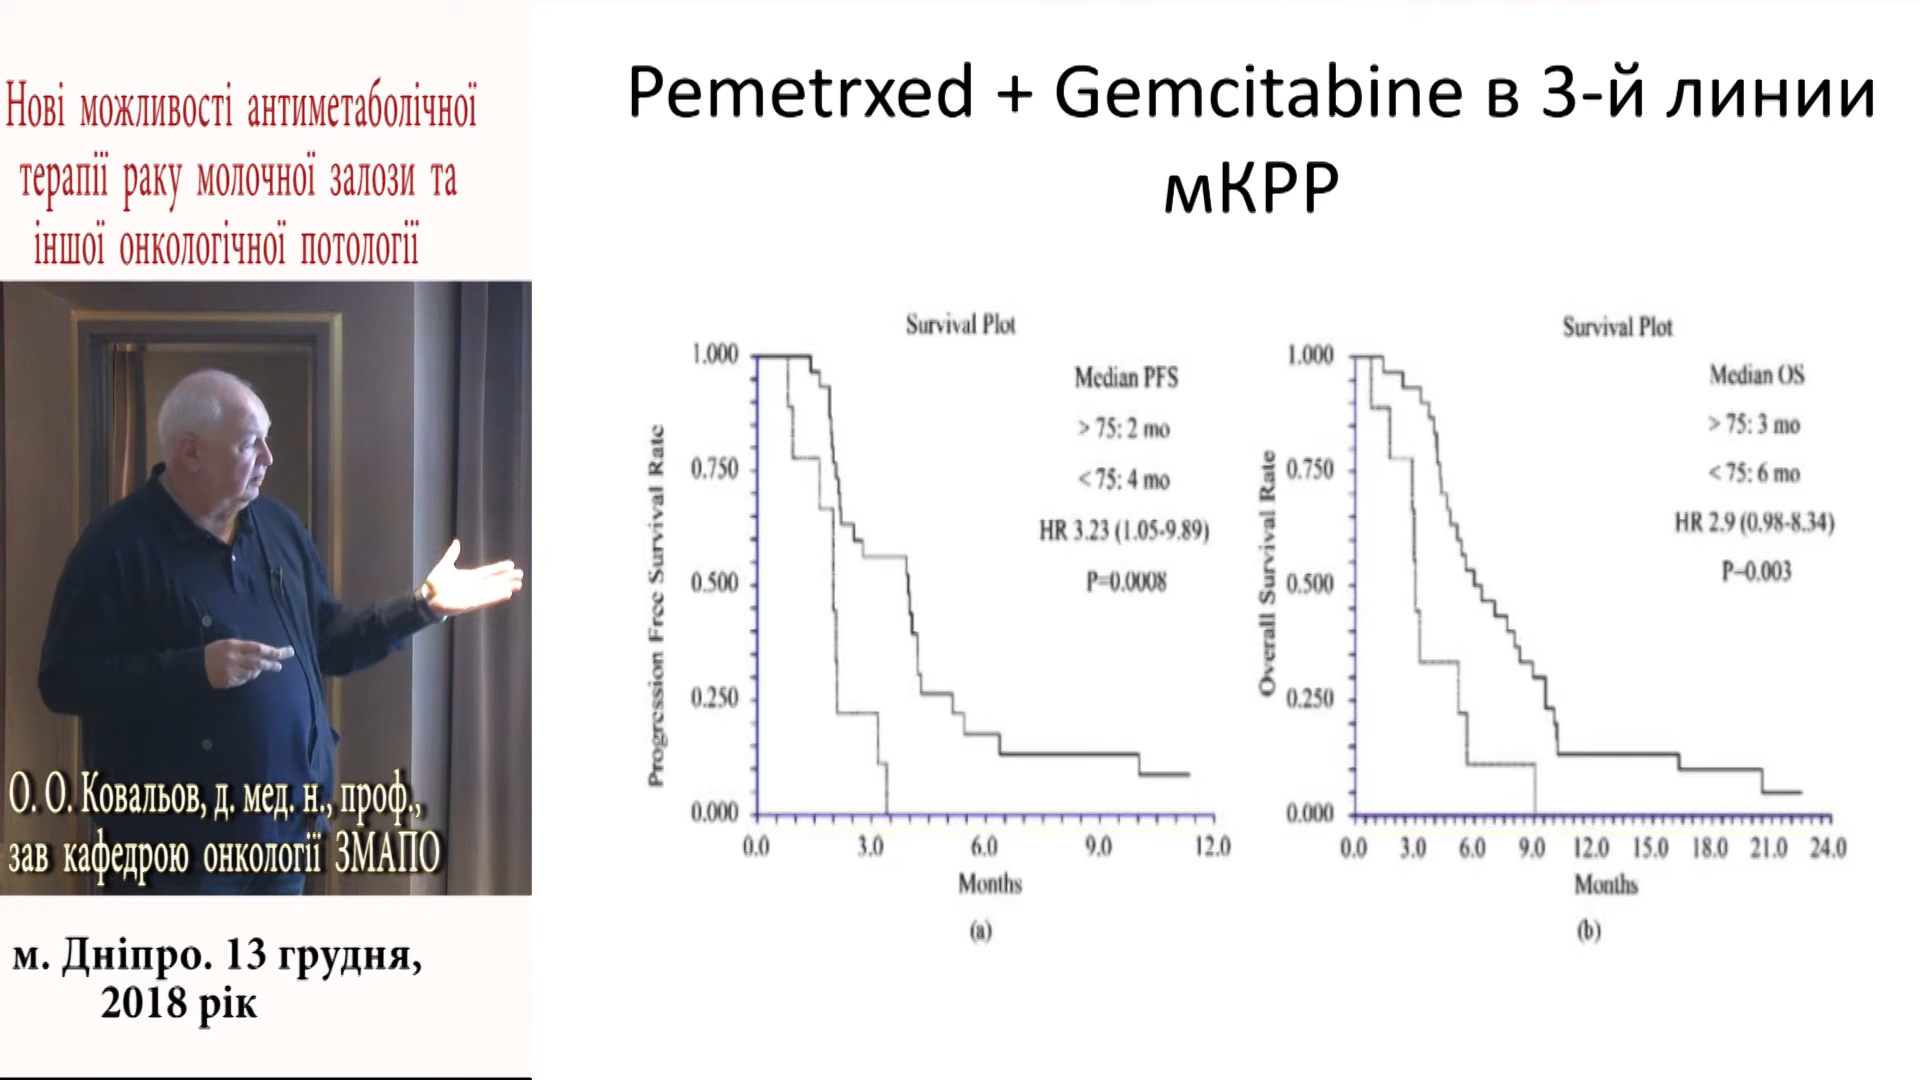 Нові можливості антиметаболічної
терапії раку молочної залози та
іншої онкологічної потології
О. О. Ковальов, д. мед. н., проф.,
зав кафедрою онкології ЗМАПО
м. Дніпро. 13 грудня,
2018 рік
Pemetrxed + Gemcitabine в 3-й линии
мКРР
Survival Plot
Median PFS
> 75: 2 mo
< 75: 4 mo
HR 3.23 (1.05-9.89)
P=0.0008
Progression Free Survival Rate
1.000
0.750
0.500
0.250
0.000
0.0 3.0 6.0 9.0 12.0
Months
(a)
Survival Plot
Median OS
> 75: 3 mo
< 75: 6 mo
HR 2.9 (0.98-8.34)
P=0.003
Overall Survival Rate
1.000
0.750
0.500
0.250
0.000
0.0 3.0 6.0 9.0 12.0 15.0 18.0 21.0 24.0
Months
(b)